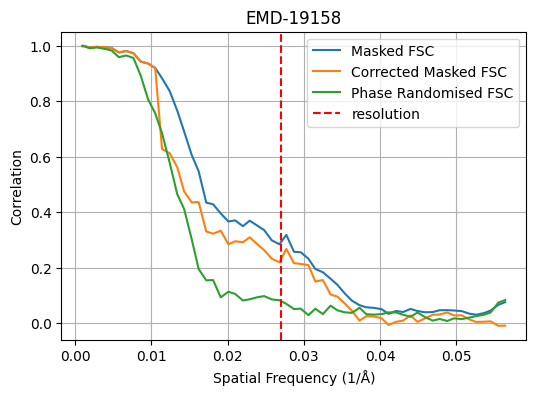 EMD-19158
Masked FSC
Corrected Masked FSC
Phase Randomised FSC
resolution
Correlation
1.0
0.8
0.6
0.4
0.2
0.0
0.00 0.01 0.02 0.03 0.04 0.05
Spatial Frequency (1/Å)